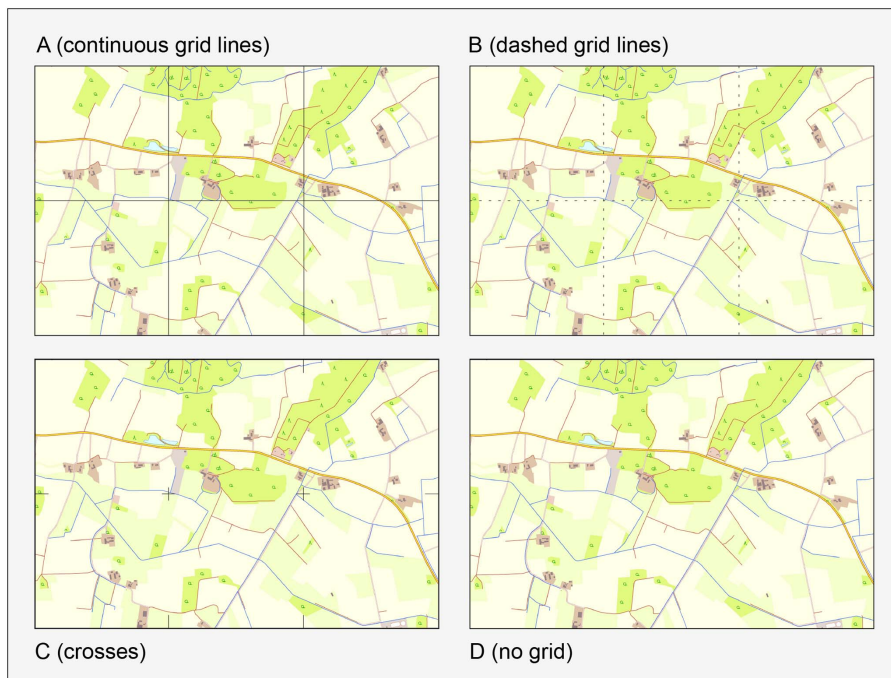 A (continuous grid lines)
B (dashed grid lines)
C (crosses)
D (no grid)